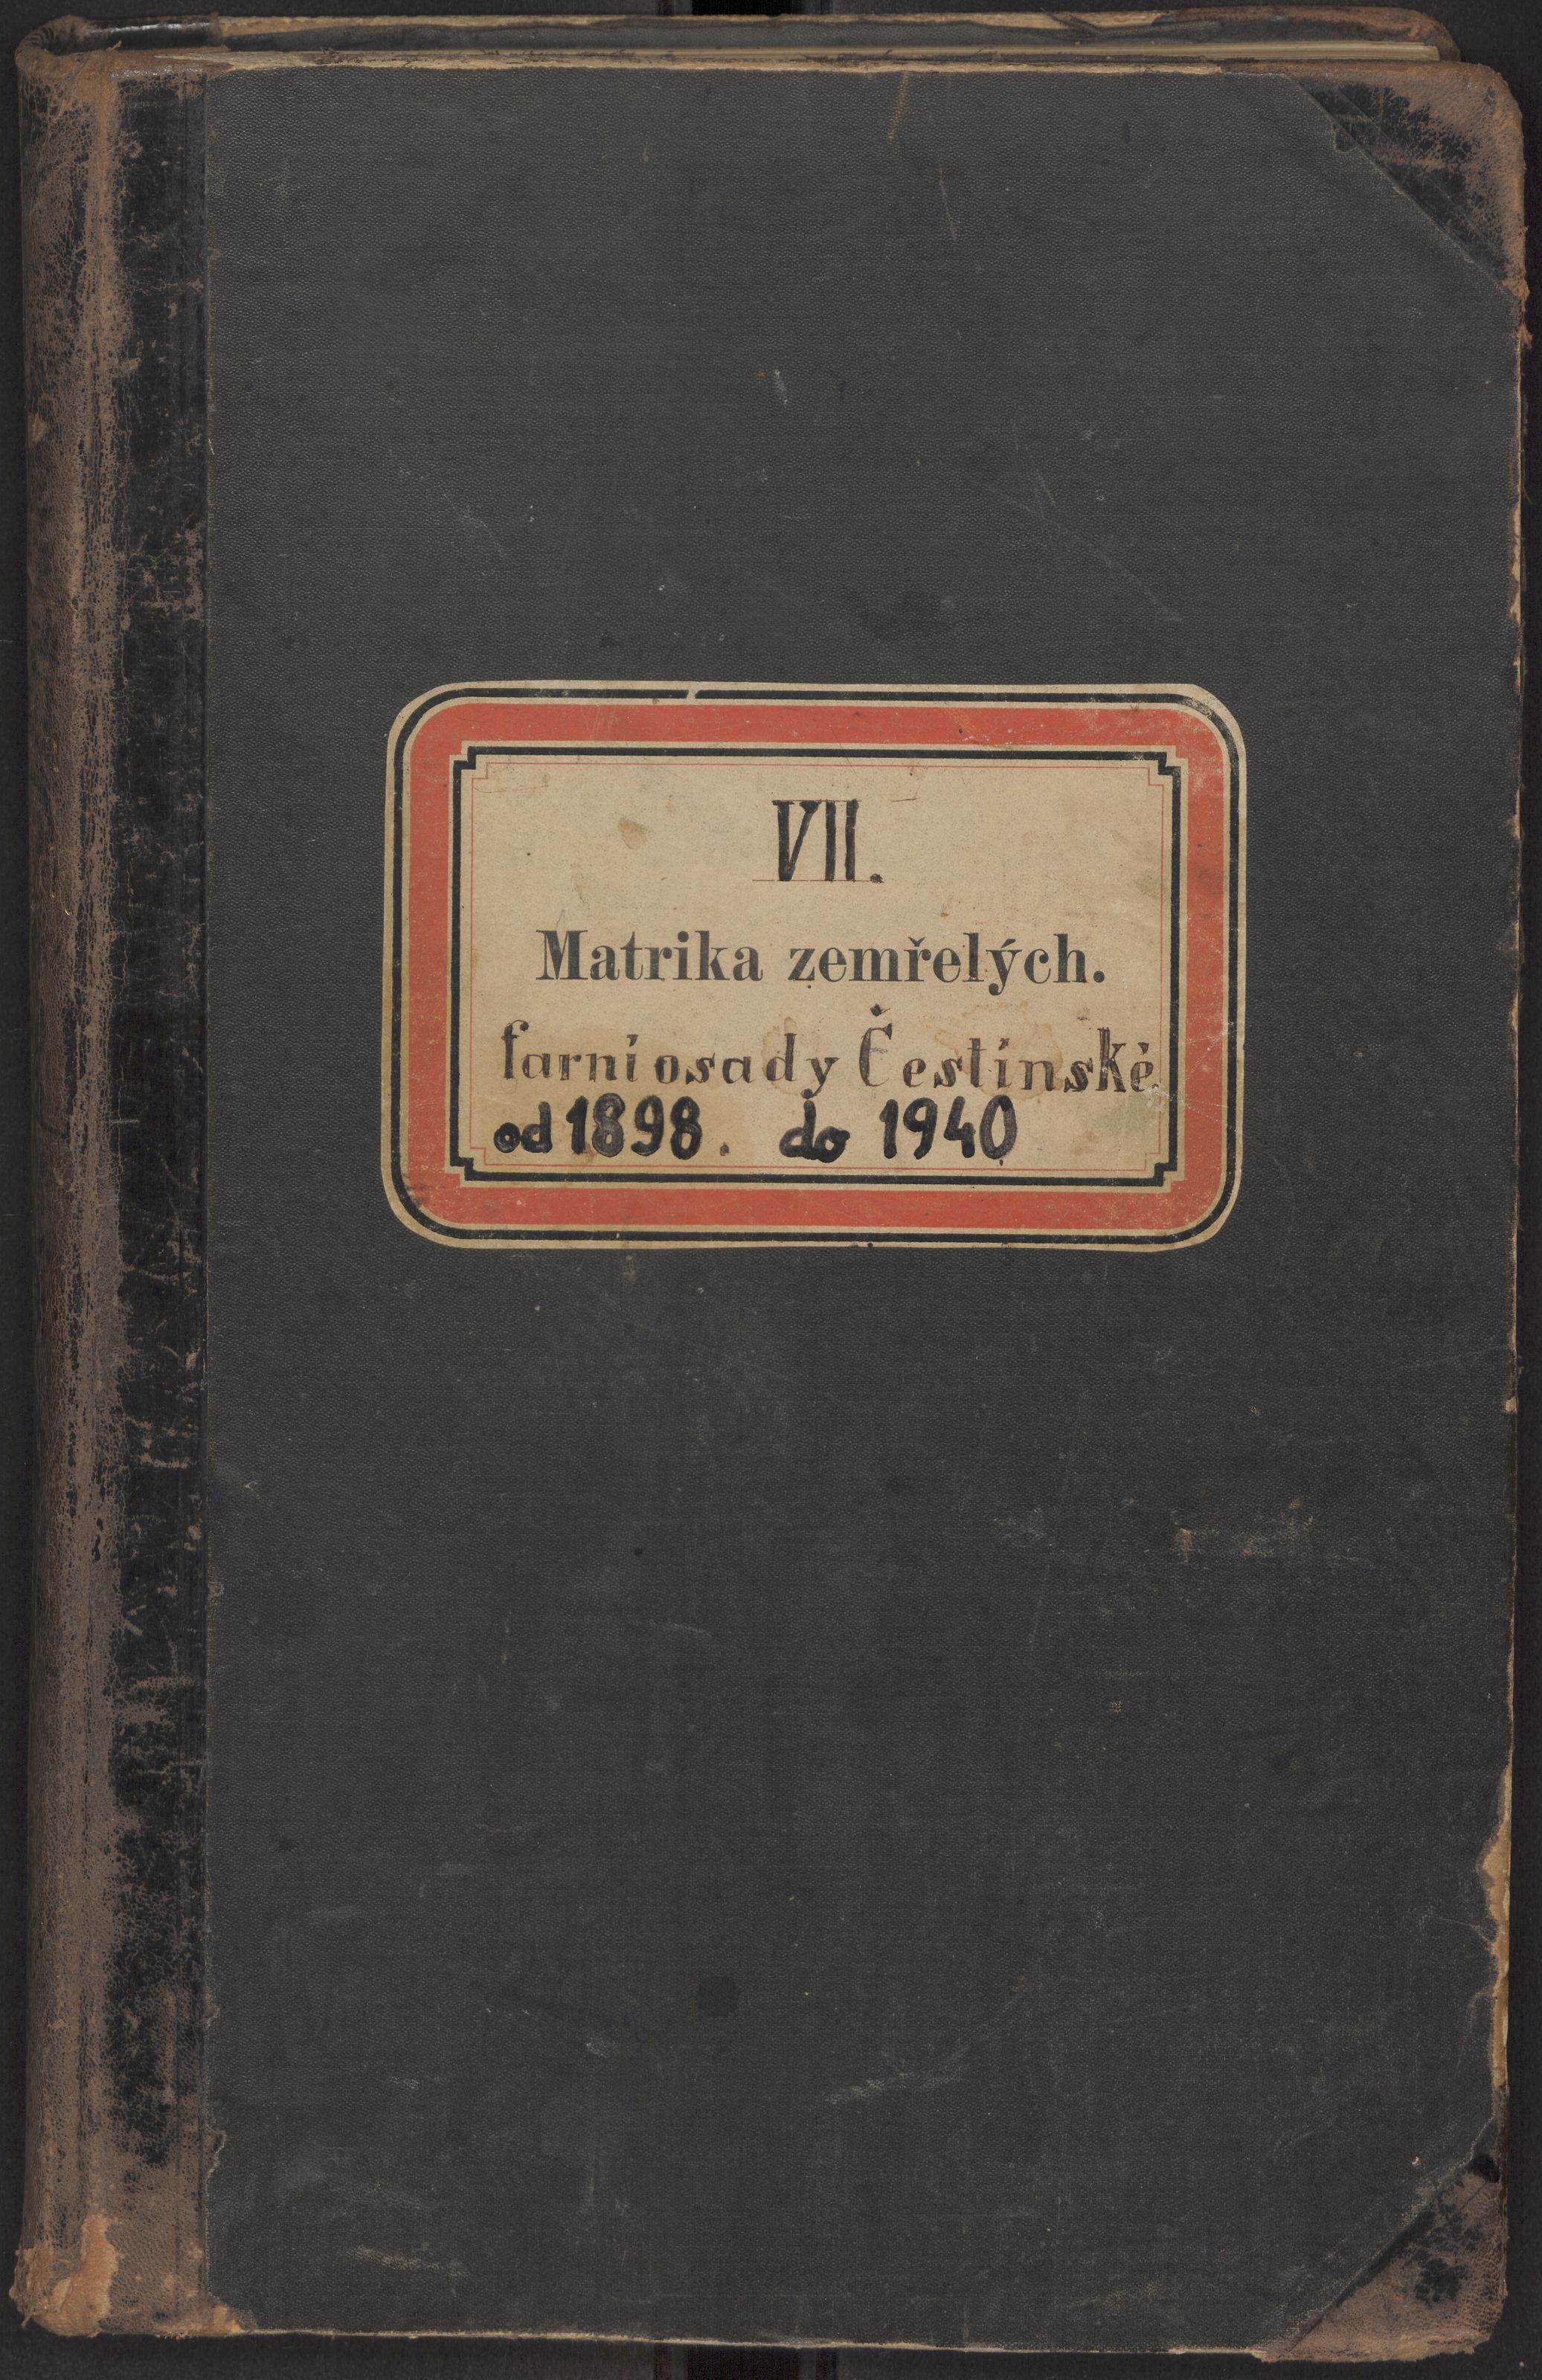 VII.
Matrika zemřelých.
farní osady Čestínské.
od 1898. do 1940